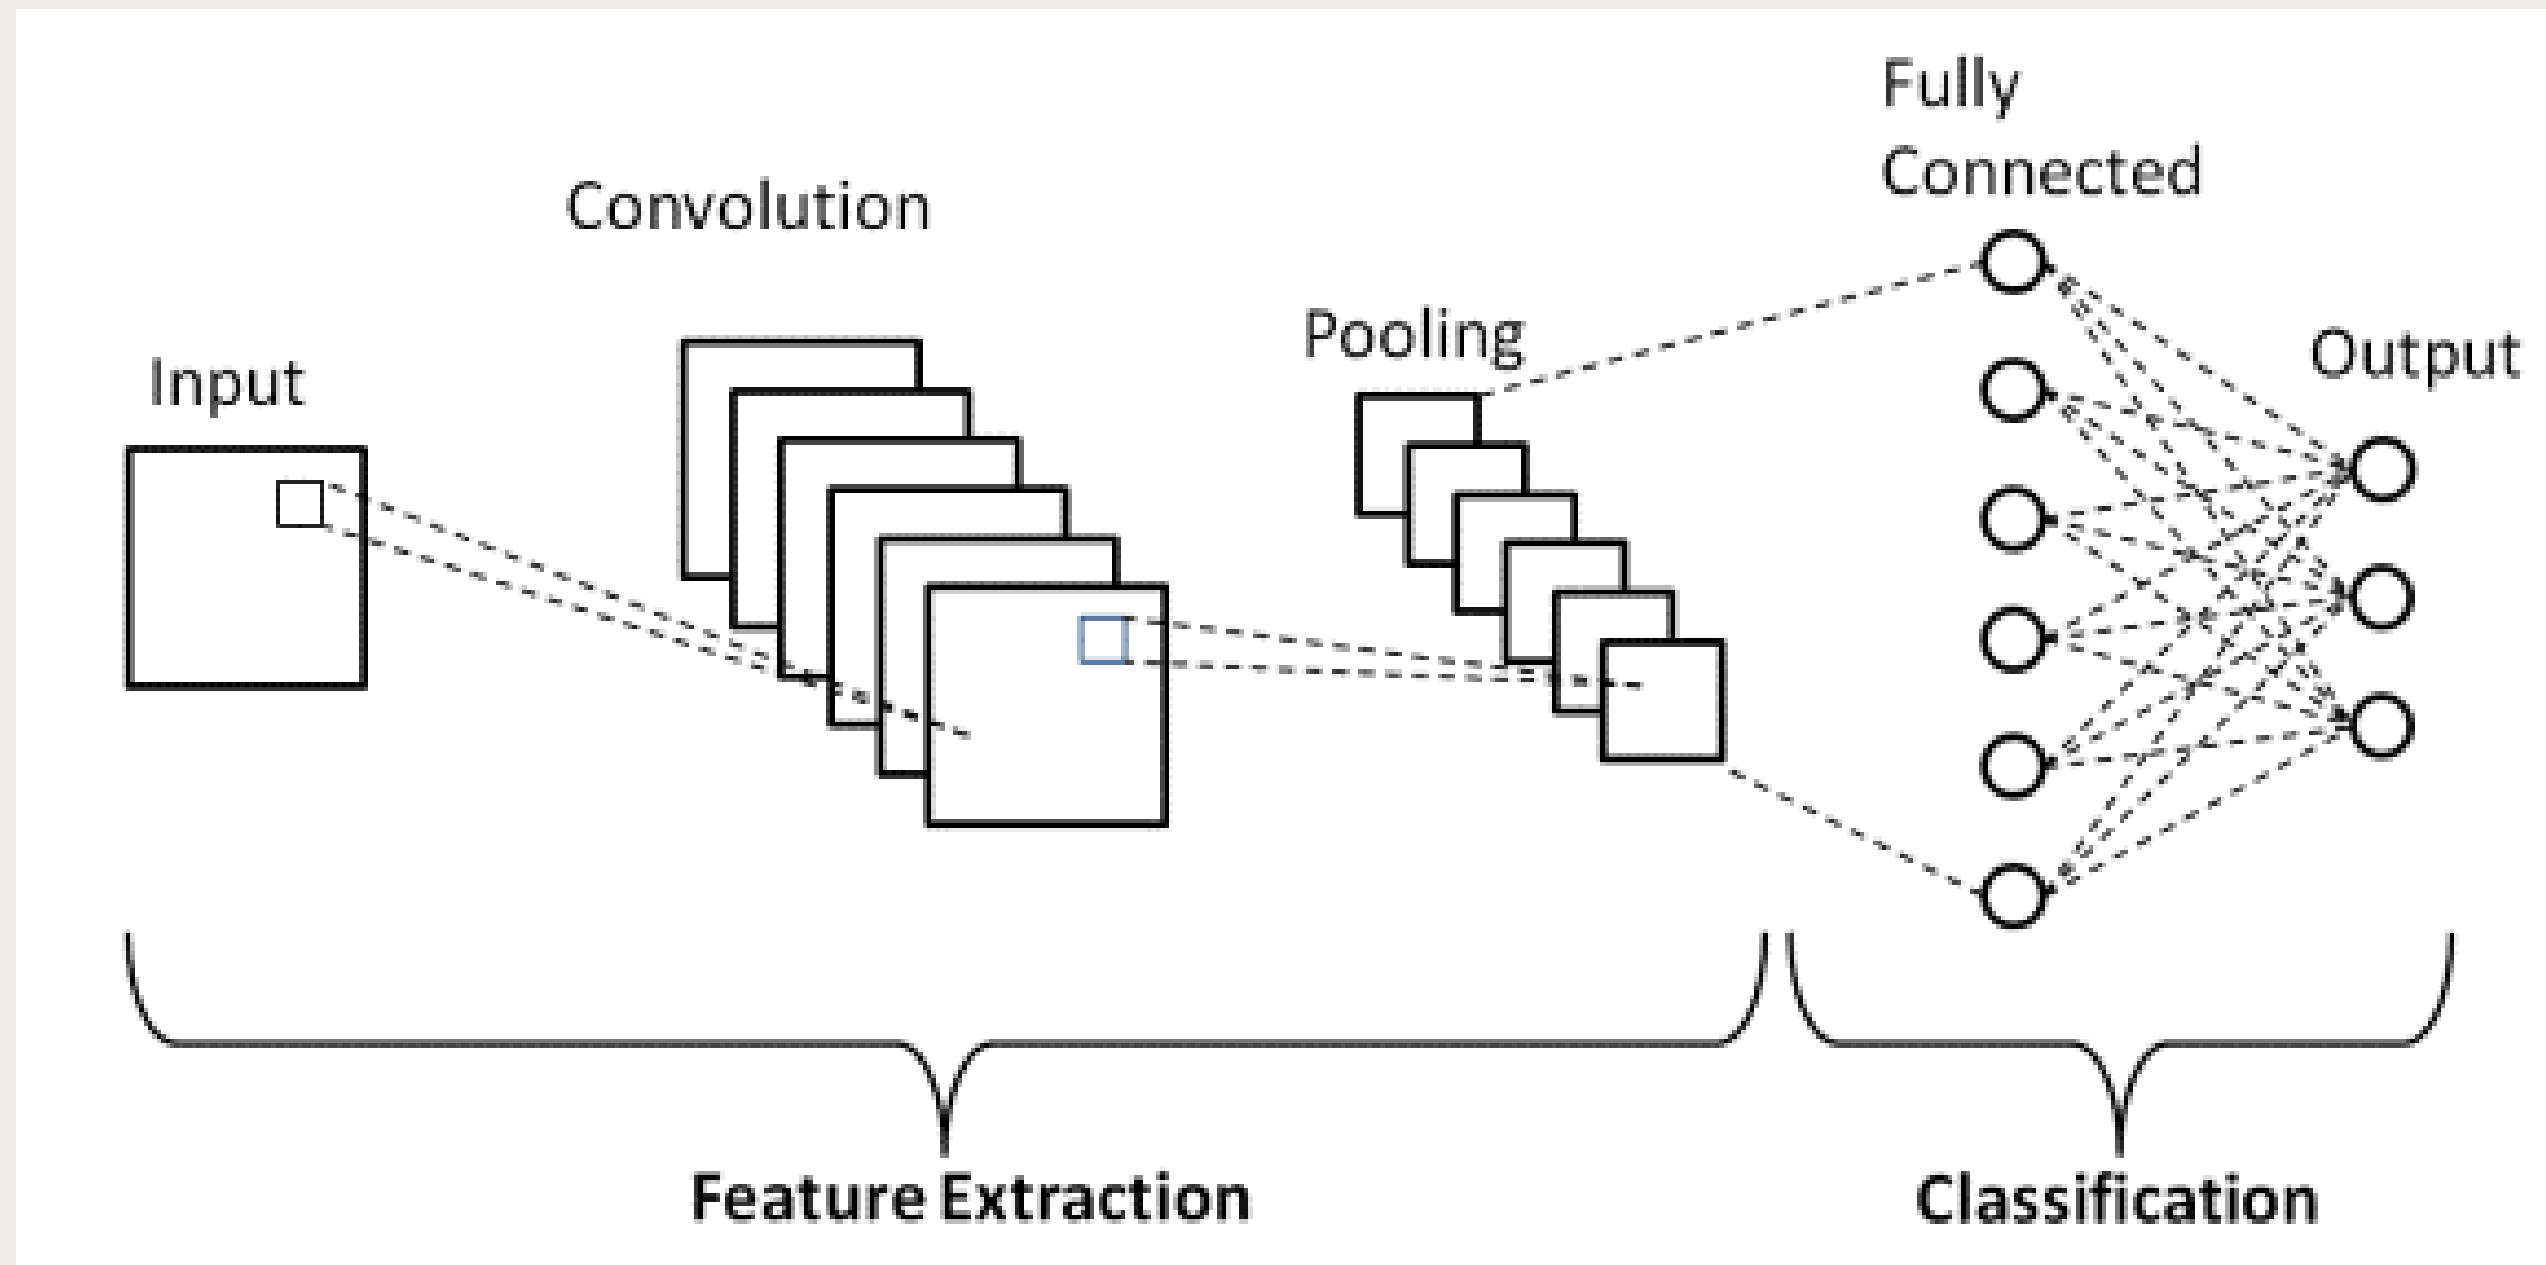 Input
Convolution
Pooling
Fully
Connected
Output
Feature Extraction
Classification